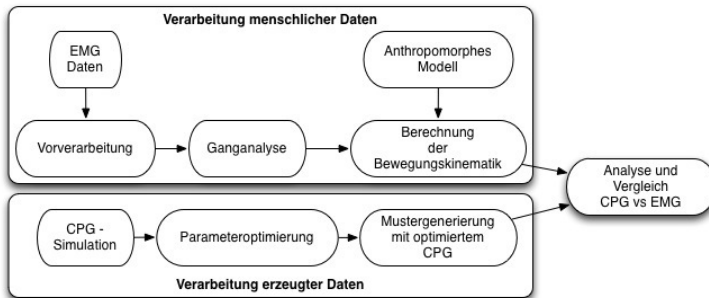 Verarbeitung menschlicher Daten
EMG
Daten
Anthropomorphes
Modell
Vorverarbeitung
Ganganalyse
Berechnung
der
Bewegungskinematik
Analyse und
Vergleich
CPG vs EMG
CPG -
Simulation
Parameteroptimierung
Mustergenerierung
mit optimiertem
CPG
Verarbeitung erzeugter Daten